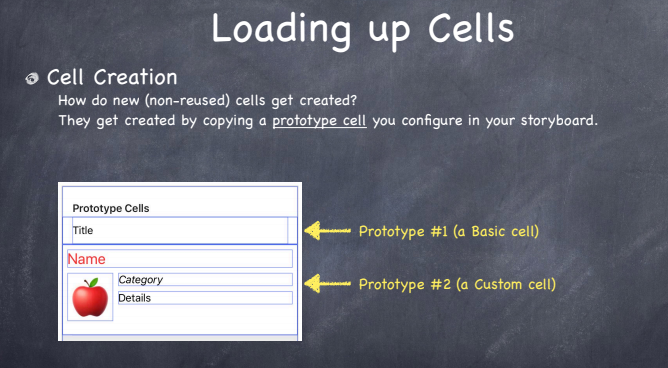 Loading up Cells
Cell Creation
How do new (non-reused) cells get created?
They get created by copying a prototype cell you configure in your storyboard.
Prototype Cells
Title
Prototype #1 (a Basic cell)
Name
Category
Details
Prototype #2 (a Custom cell)